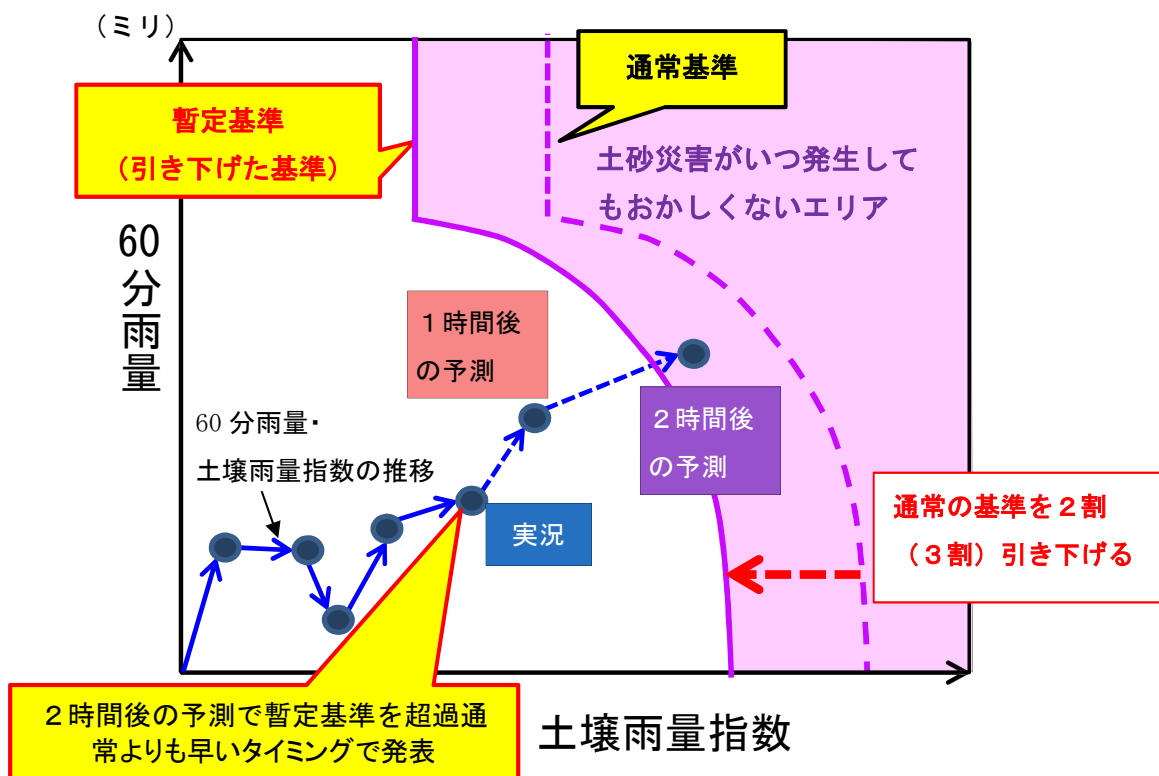 （ミリ）
通常基準
暫定基準
（引き下げた基準）
土砂災害がいつ発生して
もおかしくないエリア
60
分
雨
量
１時間後
の予測
２時間後
の予測
60 分雨量・
土壌雨量指数の推移
実況
通常の基準を２割
（３割）引き下げる
２時間後の予測で暫定基準を超過通
常よりも早いタイミングで発表
土壌雨量指数